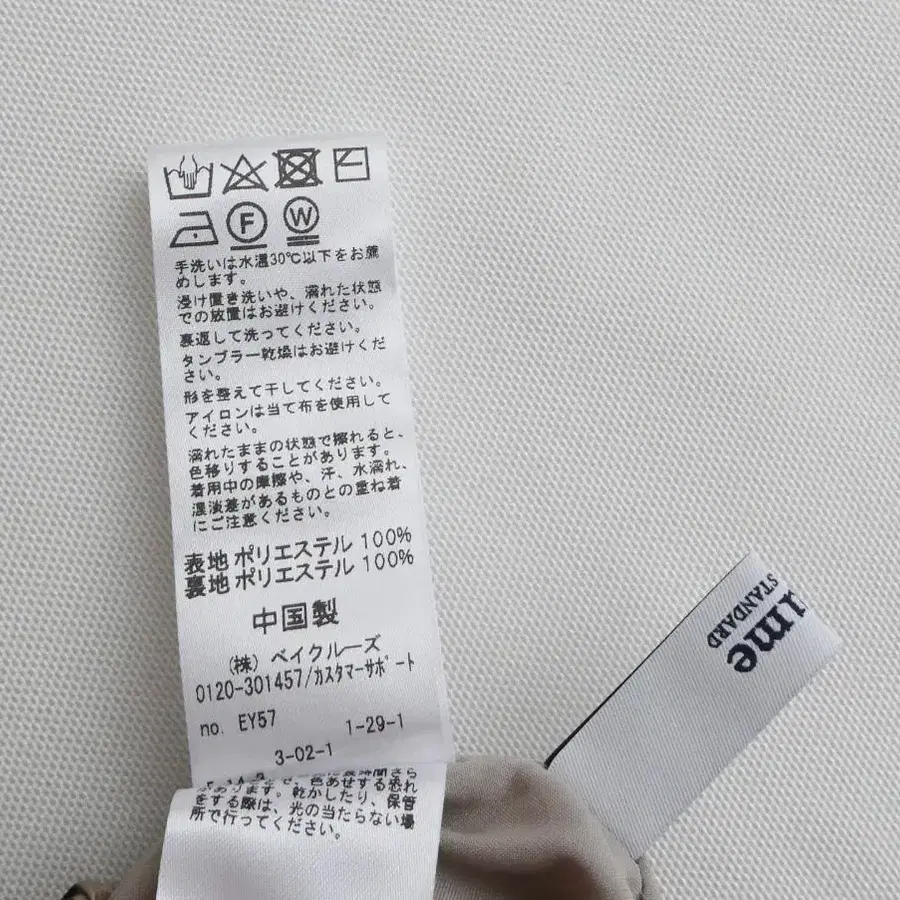 F
W
手洗いは水温30℃以下をお薦
めします。
浸け置き洗いや、濡れた状態
での放置はお避けください。
裏返して洗ってください。
タンブラー乾燥はお避けくだ
さい。
形を整えて干してください。
アイロンは当て布を使用して
ください。
濡れたままの状態で擦れると、
色移りすることがあります。
着用中の摩擦や、汗、水濡れ、
濃淡差があるものとの重ね着
にご注意ください。
表地 ポリエステル 100%
裏地 ポリエステル 100%
中国製
(株) ベイクルーズ
0120-301457/カスタマーサポート
no. EY57
1-29-1
3-02-1
色あせする恐れ
があります。乾かしたり、保管
をする際は、光の当たらない場
所で行ってください。
ume
STANDARD